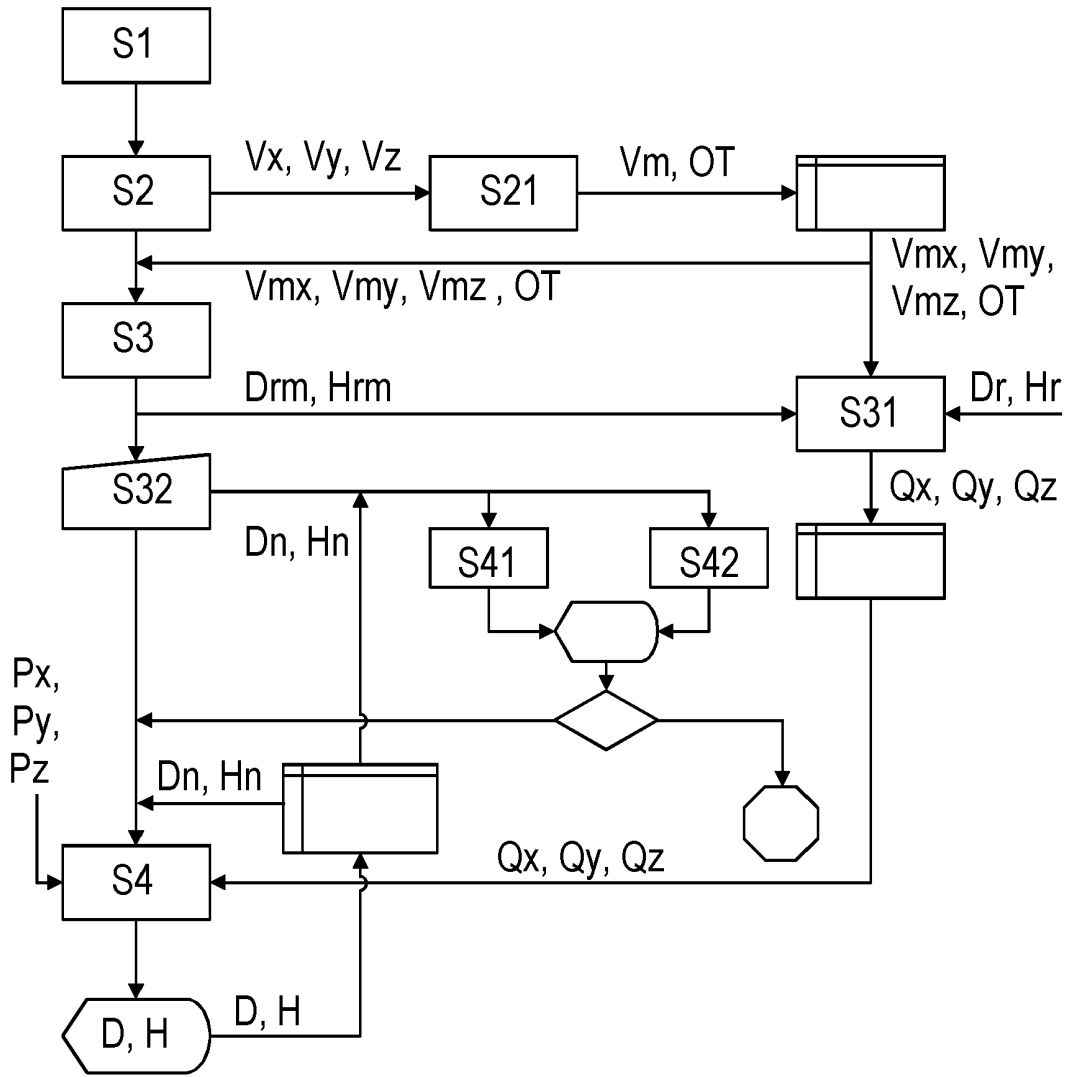 S1
Vx, Vy, Vz
Vm, OT
S2
S21
Vmx, Vmy,
Vmz, OT
Vmx, Vmy, Vmz , OT
S3
Drm, Hrm
Dr, Hr
S31
S32
Qx, Qy, Qz
Dn, Hn
S41
S42
Px,
Py,
Pz
Dn, Hn
Qx, Qy, Qz
S4
D, H
D, H